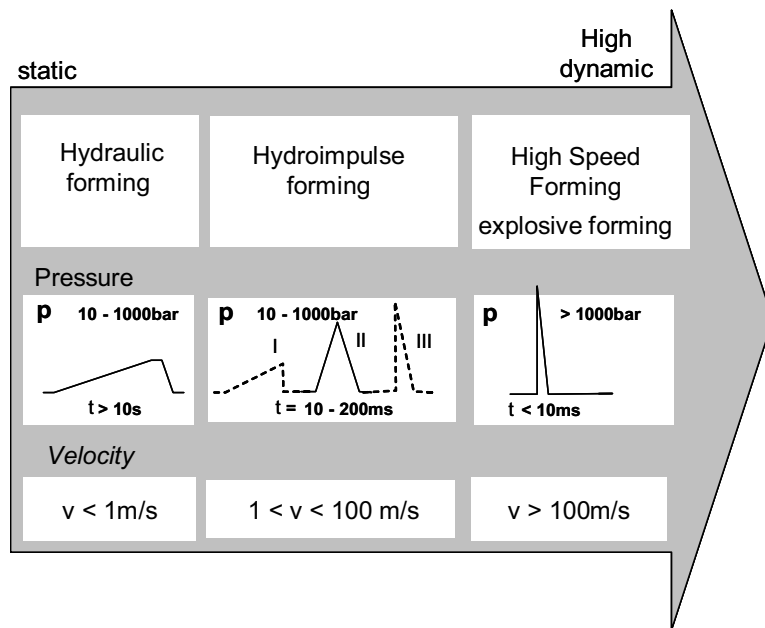 static
High
dynamic
Hydraulic
forming
Hydroimpulse
forming
High Speed
Forming
explosive forming
Pressure
p 10 - 1000bar
t > 10s
p 10 - 1000bar
I
II
III
t = 10 - 200ms
p > 1000bar
t < 10ms
Velocity
v < 1m/s
1 < v < 100 m/s
v > 100m/s